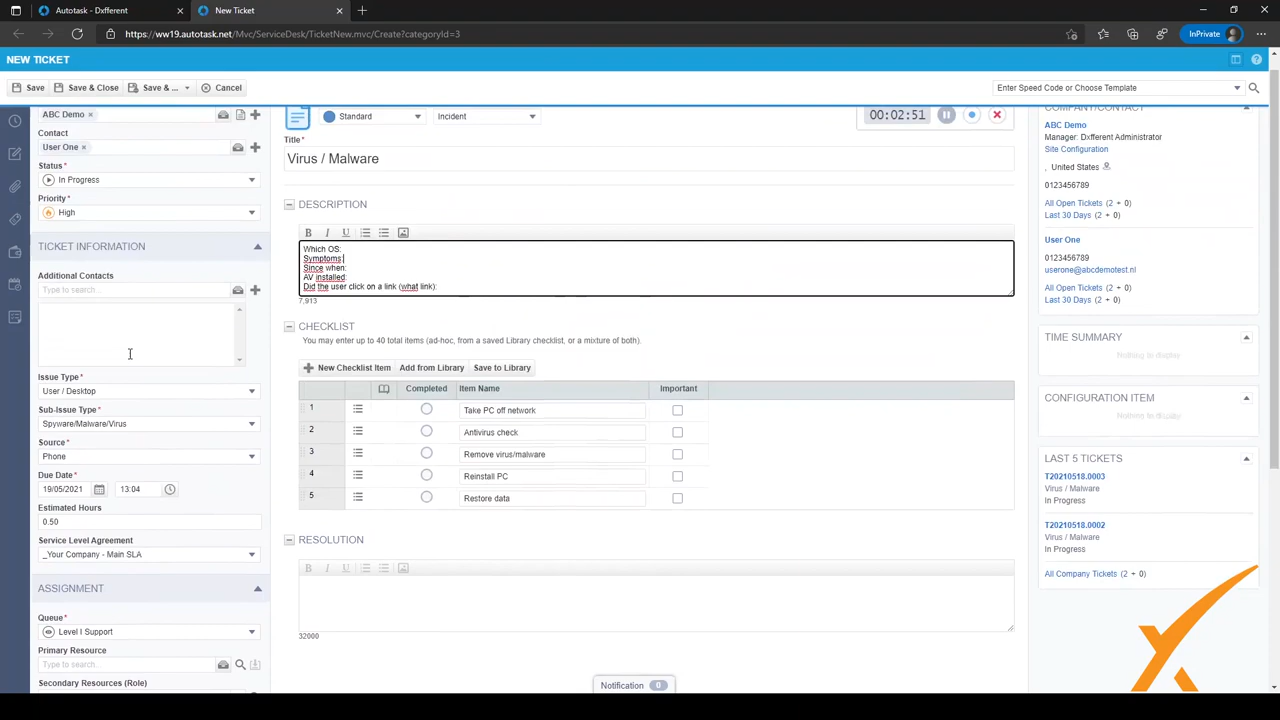 Autotask - Dxfferent
New Ticket
https://ww19.autotask.net/Mvc/ServiceDesk/TicketNew.mvc/Create?categoryId=3
InPrivate
NEW TICKET
Save
Save & Close
Save & ...
Cancel
Enter Speed Code or Choose Template
ABC Demo
Contact
User One
Status*
In Progress
Priority*
High
TICKET INFORMATION
Additional Contacts
Type to search...
Issue Type*
User / Desktop
Sub-Issue Type*
Spyware/Malware/Virus
Source*
Phone
Due Date*
19/05/2021
13:04
Estimated Hours
0.50
Service Level Agreement
_Your Company - Main SLA
ASSIGNMENT
Queue*
Level I Support
Primary Resource
Type to search...
Secondary Resources (Role)
Standard
Incident
00:02:51
Title*
Virus / Malware
DESCRIPTION
B I U
Which OS:
Symptoms:
Since when:
AV installed:
Did the user click on a link (what link):
7,913
CHECKLIST
You may enter up to 40 total items (ad-hoc, from a saved Library checklist, or a mixture of both).
New Checklist Item
Add from Library
Save to Library
Completed
Item Name
Important
1 Take PC off network
2 Antivirus check
3 Remove virus/malware
4 Reinstall PC
5 Restore data
RESOLUTION
B I U
32000
Notification 0
COMPANY/CONTACT
ABC Demo
Manager: Dxfferent Administrator
Site Configuration
, United States
0123456789
All Open Tickets (2 + 0)
Last 30 Days (2 + 0)
User One
0123456789
userone@abcdemotest.nl
All Open Tickets (2 + 0)
Last 30 Days (2 + 0)
TIME SUMMARY
Nothing to display
CONFIGURATION ITEM
Nothing to display
LAST 5 TICKETS
T20210518.0003
Virus / Malware
In Progress
T20210518.0002
Virus / Malware
In Progress
All Company Tickets (2 + 0)